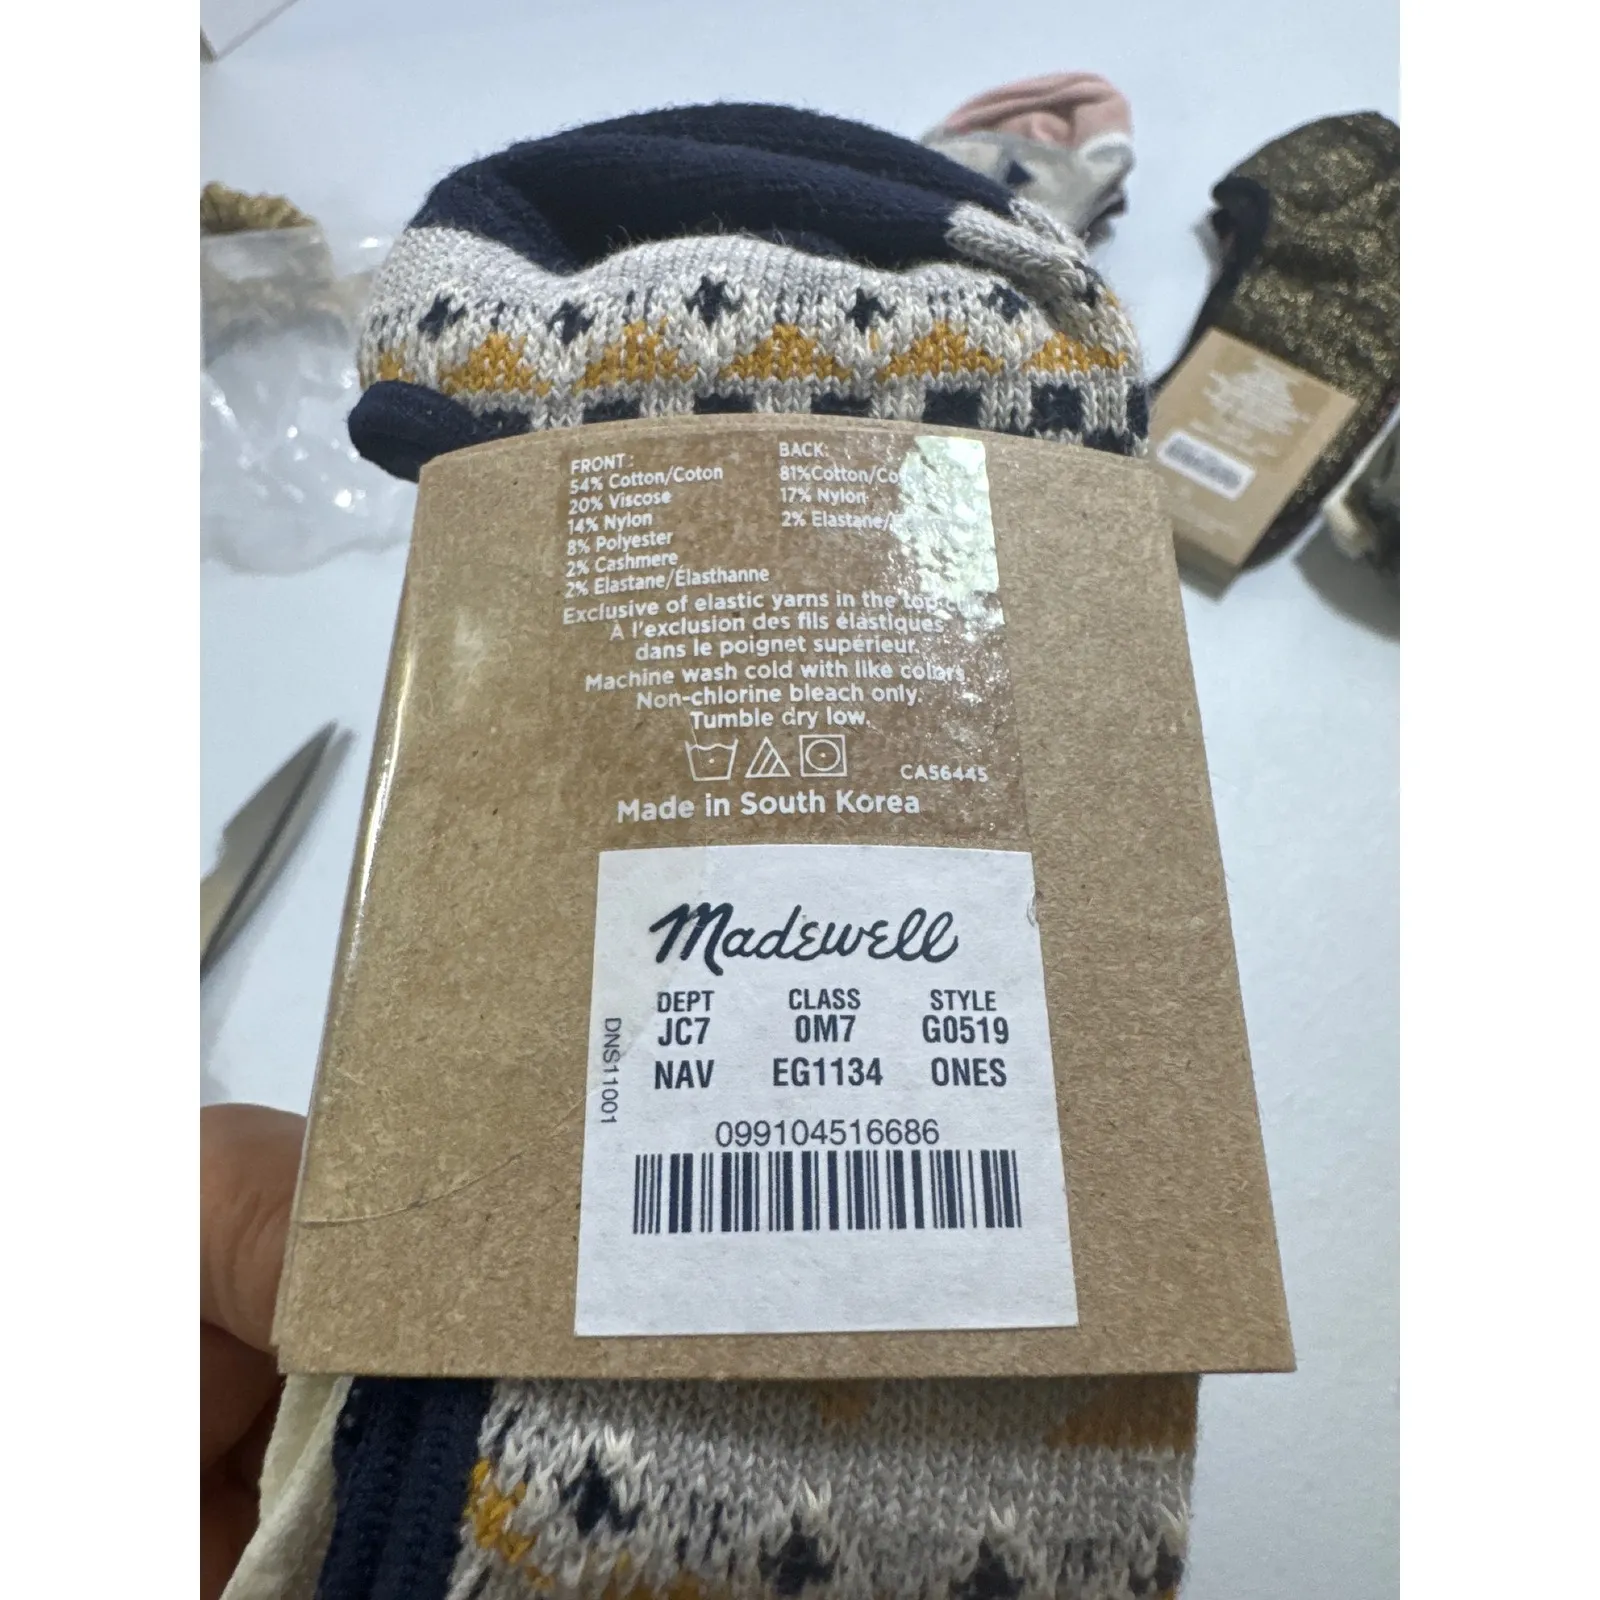 FRONT:
54% Cotton/Coton
20% Viscose
14% Nylon
8% Polyester
2% Cashmere
2% Elastane/Élasthanne
BACK:
81%Cotton/Co
17% Nylon
2% Elastane/
Exclusive of elastic yarns in the top
À l'exclusion des fils élastiques
dans le poignet supérieur.
Machine wash cold with like colors
Non-chlorine bleach only.
Tumble dry low.
CA56445
Made in South Korea
Madewell
DEPT CLASS STYLE
JC7 0M7 G0519
NAV EG1134 ONES
DNS11001
099104516686